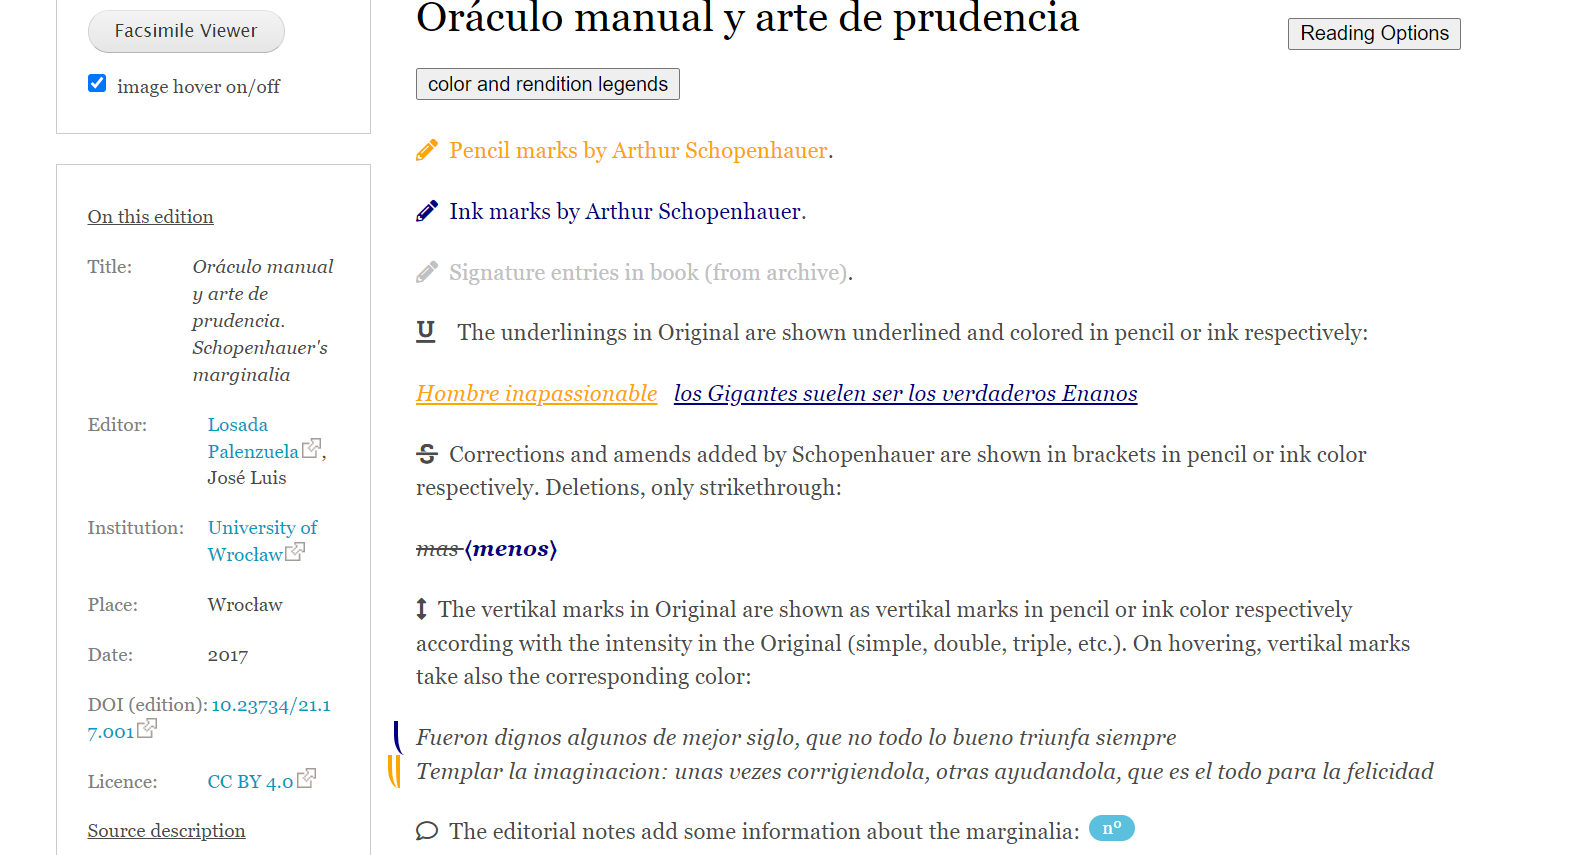 Facsimile Viewer
image hover on/off
On this edition
Title: Oráculo manual
y arte de
prudencia.
Schopenhauer's
marginalia
Editor: Losada
Palenzuela,
José Luis
Institution: University of
Wrocław
Place: Wrocław
Date: 2017
DOI (edition): 10.23734/21.1
7.001
Licence: CC BY 4.0
Source description
Oráculo manual y arte de prudencia
Reading Options
color and rendition legends
Pencil marks by Arthur Schopenhauer.
Ink marks by Arthur Schopenhauer.
Signature entries in book (from archive).
U The underlinings in Original are shown underlined and colored in pencil or ink respectively:
Hombre inapassionable los Gigantes suelen ser los verdaderos Enanos
S Corrections and amends added by Schopenhauer are shown in brackets in pencil or ink color
respectively. Deletions, only strikethrough:
mas ⟨menos⟩
The vertikal marks in Original are shown as vertikal marks in pencil or ink color respectively
according with the intensity in the Original (simple, double, triple, etc.). On hovering, vertikal marks
take also the corresponding color:
Fueron dignos algunos de mejor siglo, que no todo lo bueno triunfa siempre
Templar la imaginacion: unas vezes corrigiendola, otras ayudandola, que es el todo para la felicidad
The editorial notes add some information about the marginalia: nº